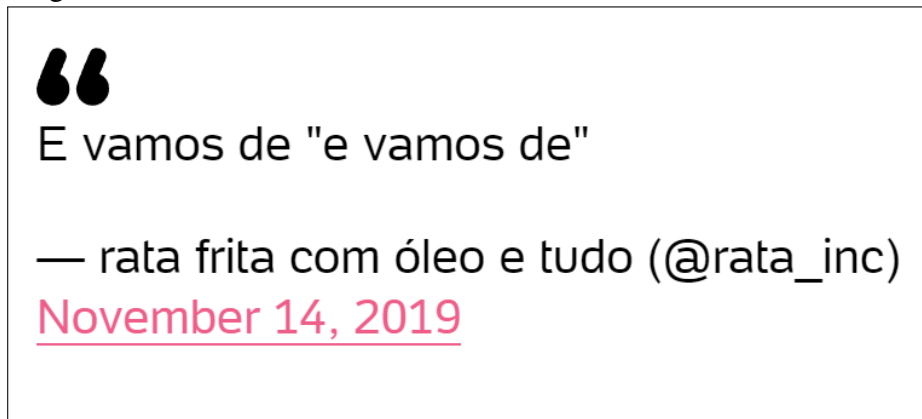 “
E vamos de "e vamos de"
— rata frita com óleo e tudo (@rata_inc)
November 14, 2019